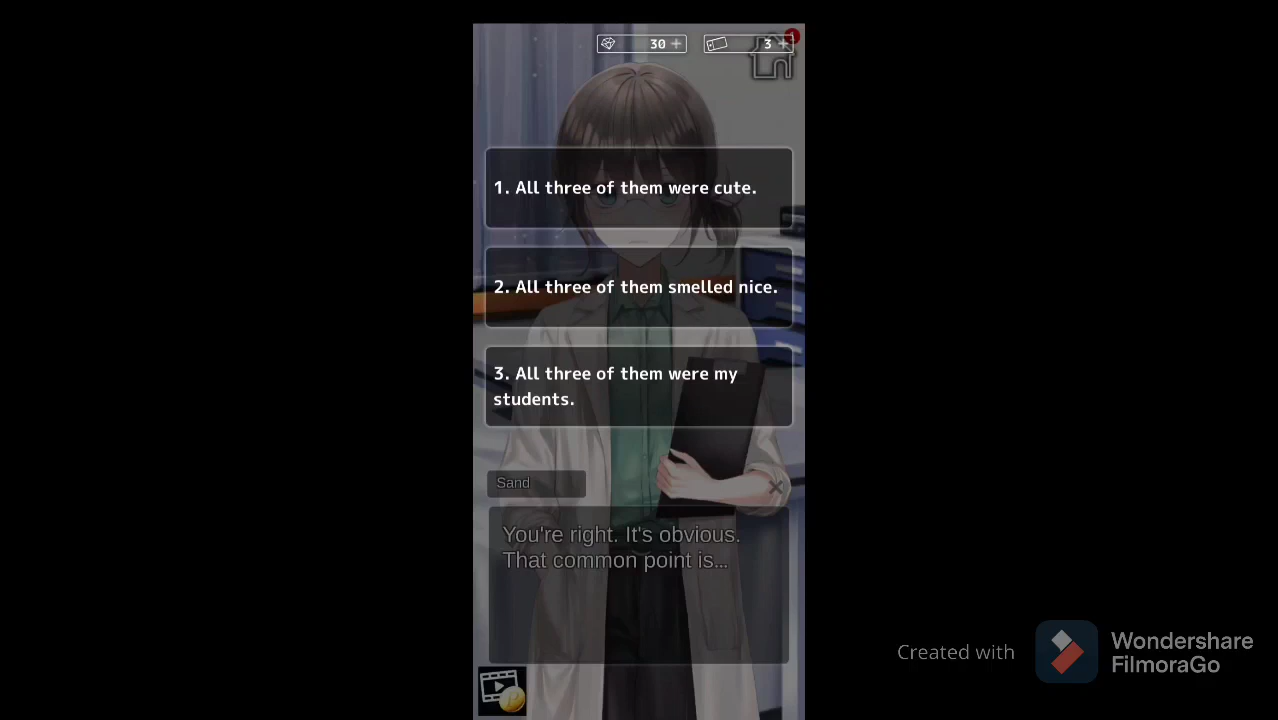 30
3
1
1. All three of them were cute.
2. All three of them smelled nice.
3. All three of them were my
students.
Sand
You're right. It's obvious.
That common point is...
Created with
Wondershare
FilmoraGo